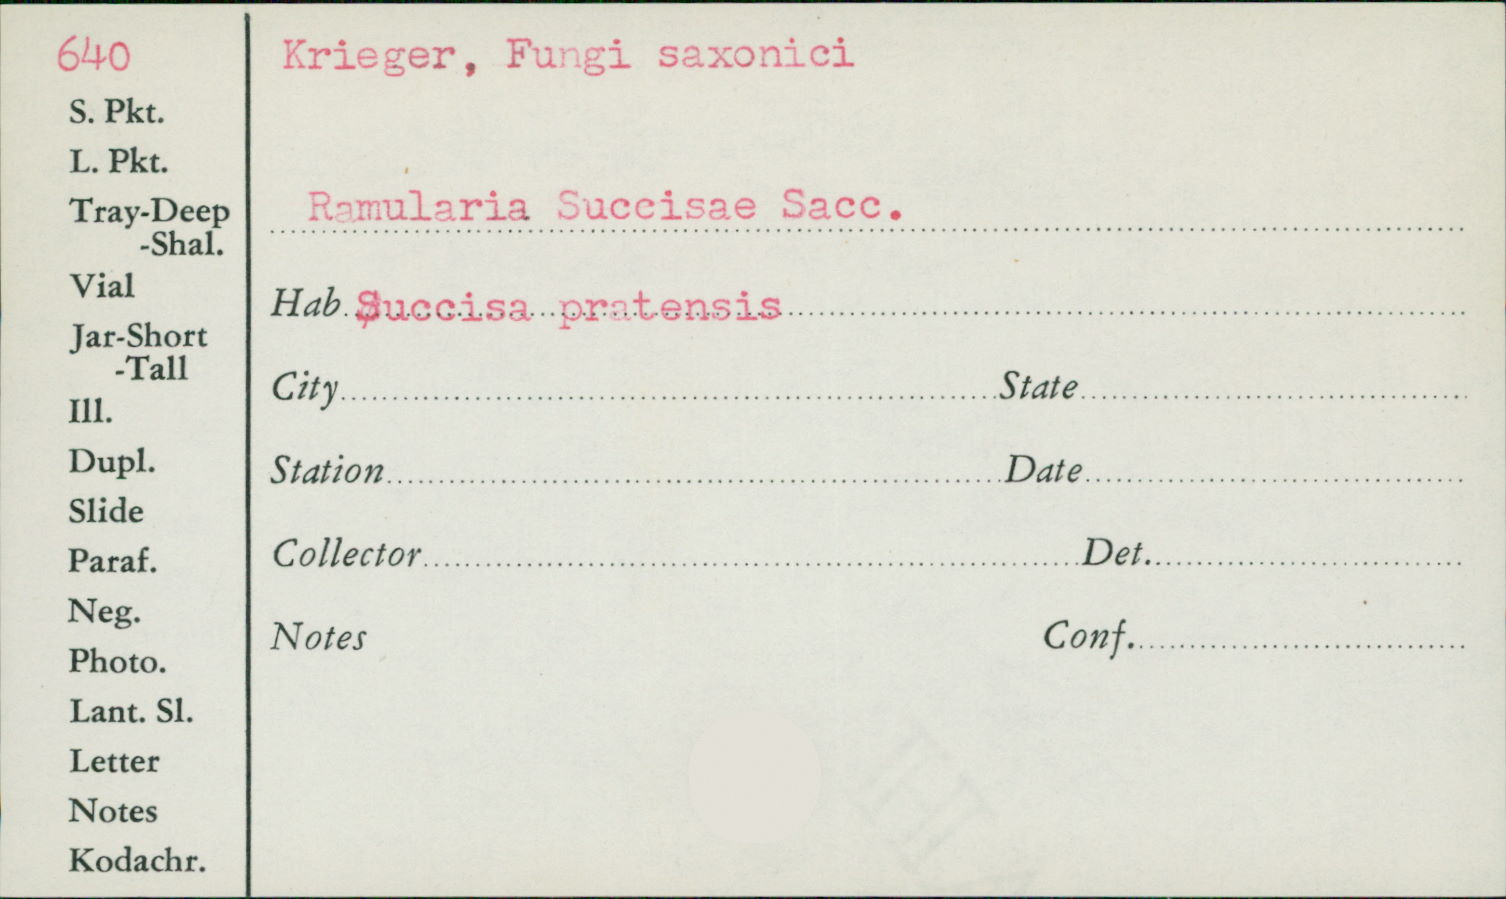 640
Krieger, Fungi saxonici
S. Pkt.
L. Pkt.
Tray-Deep
-Shal.
Vial
Jar-Short
-Tall
Ill.
Dupl.
Slide
Paraf.
Neg.
Photo.
Lant. Sl.
Letter
Notes
Kodachr.
Ramularia Succisae Sacc.
Hab. Succisa pratensis
City State
Station Date
Collector Det.
Notes Conf.